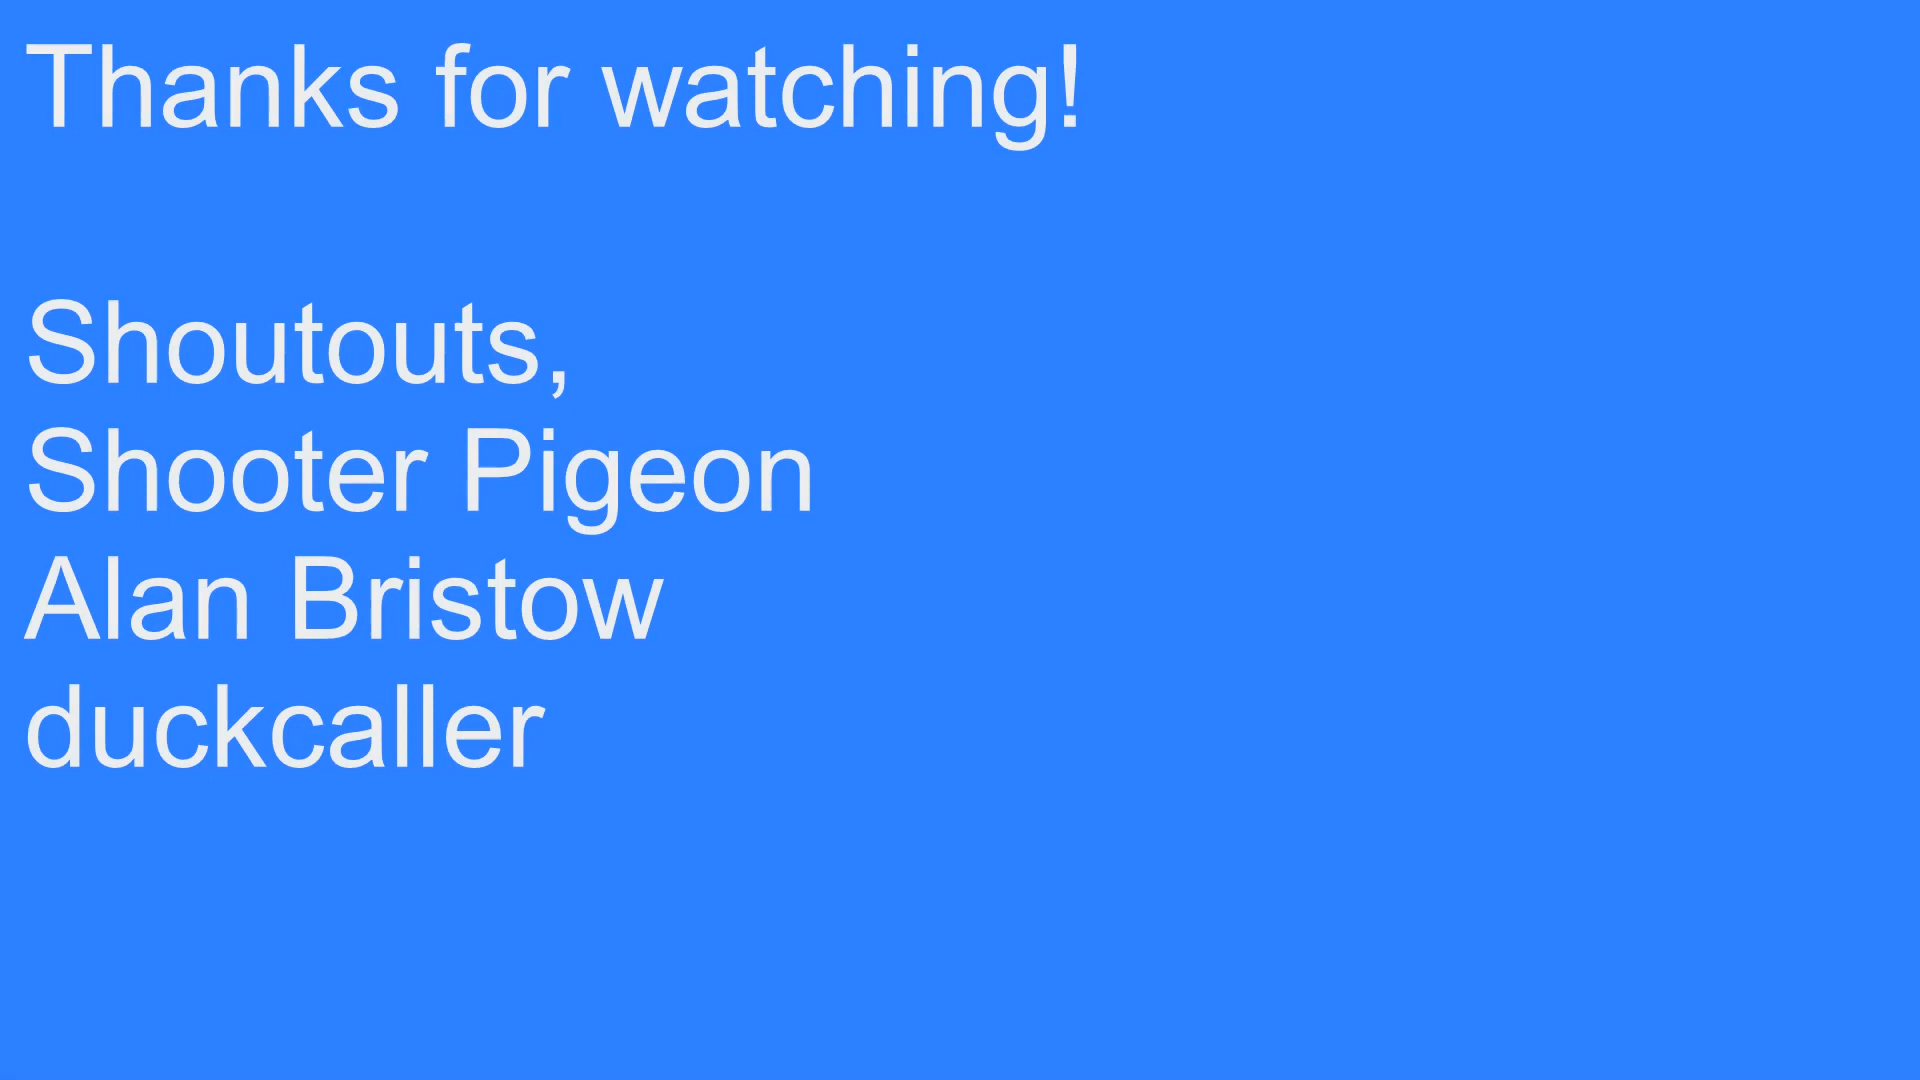 Thanks for watching!
Shoutouts,
Shooter Pigeon
Alan Bristow
duckcaller